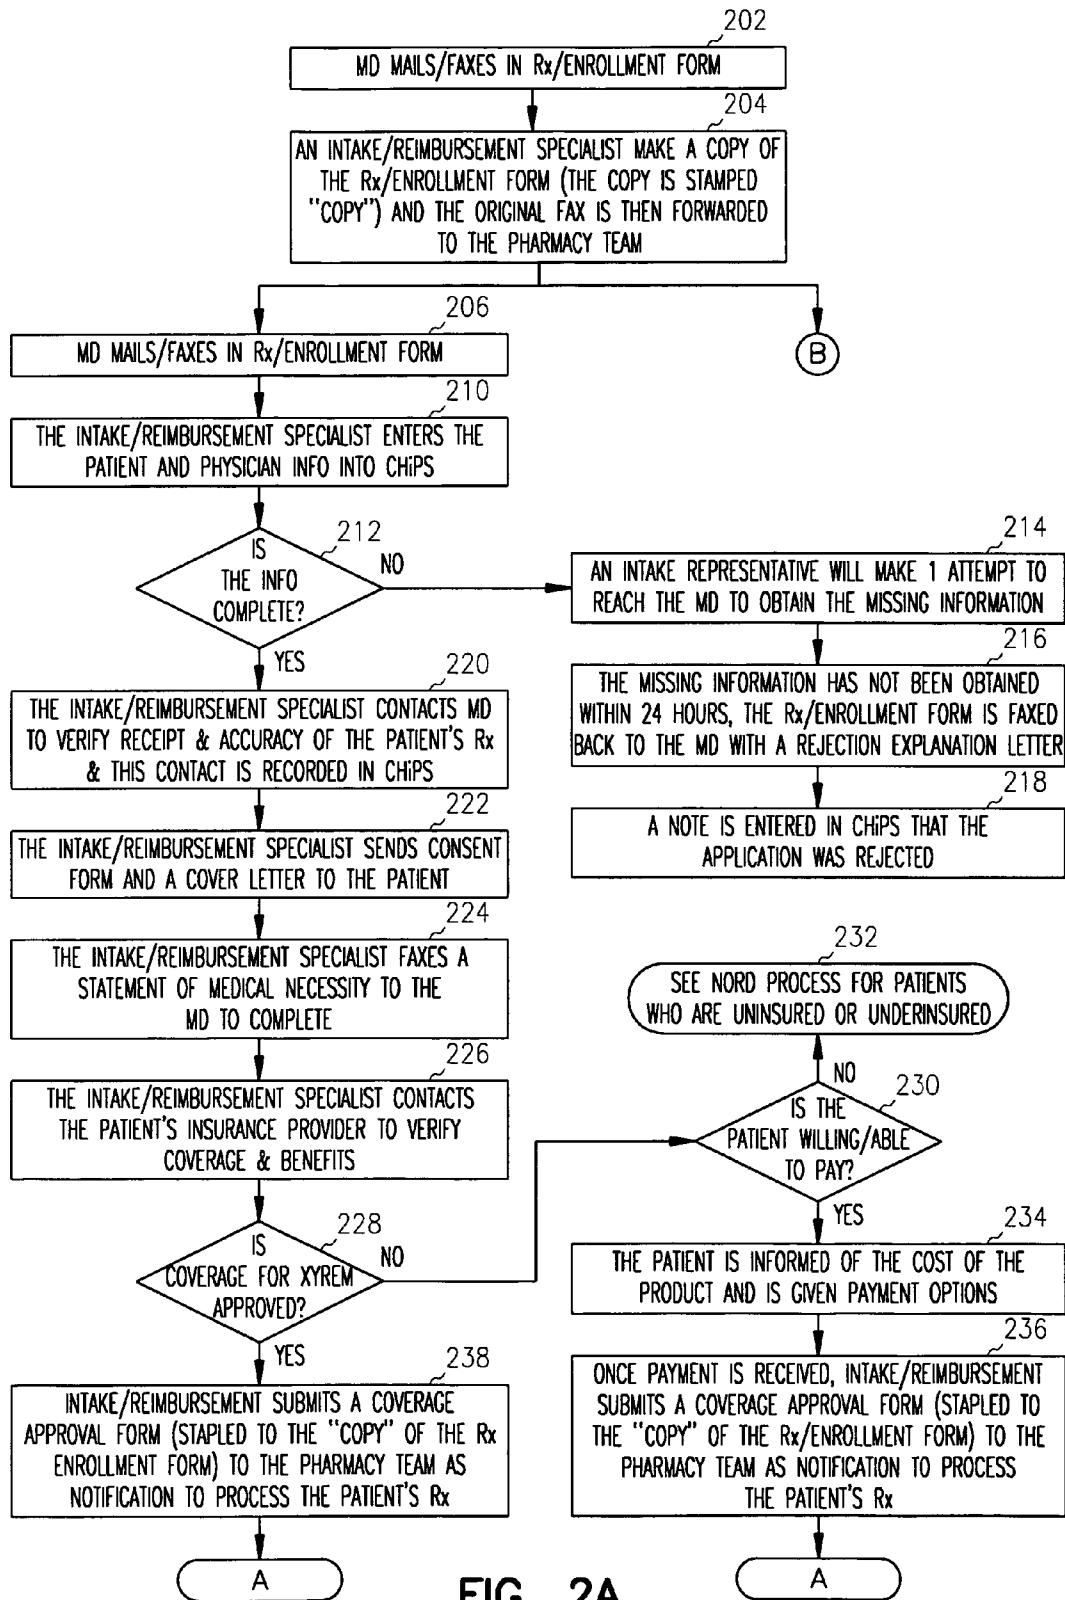 202
MD MAILS/FAXES IN Rx/ENROLLMENT FORM
204
AN INTAKE/REIMBURSEMENT SPECIALIST MAKE A COPY OF
THE Rx/ENROLLMENT FORM (THE COPY IS STAMPED
"COPY") AND THE ORIGINAL FAX IS THEN FORWARDED
TO THE PHARMACY TEAM
206
MD MAILS/FAXES IN Rx/ENROLLMENT FORM
B
210
THE INTAKE/REIMBURSEMENT SPECIALIST ENTERS THE
PATIENT AND PHYSICIAN INFO INTO CHiPS
212
IS
THE INFO
COMPLETE?
NO
YES
214
AN INTAKE REPRESENTATIVE WILL MAKE 1 ATTEMPT TO
REACH THE MD TO OBTAIN THE MISSING INFORMATION
216
THE MISSING INFORMATION HAS NOT BEEN OBTAINED
WITHIN 24 HOURS, THE Rx/ENROLLMENT FORM IS FAXED
BACK TO THE MD WITH A REJECTION EXPLANATION LETTER
218
A NOTE IS ENTERED IN CHiPS THAT THE
APPLICATION WAS REJECTED
220
THE INTAKE/REIMBURSEMENT SPECIALIST CONTACTS MD
TO VERIFY RECEIPT & ACCURACY OF THE PATIENT'S Rx
& THIS CONTACT IS RECORDED IN CHiPS
222
THE INTAKE/REIMBURSEMENT SPECIALIST SENDS CONSENT
FORM AND A COVER LETTER TO THE PATIENT
224
THE INTAKE/REIMBURSEMENT SPECIALIST FAXES A
STATEMENT OF MEDICAL NECESSITY TO THE
MD TO COMPLETE
226
THE INTAKE/REIMBURSEMENT SPECIALIST CONTACTS
THE PATIENT'S INSURANCE PROVIDER TO VERIFY
COVERAGE & BENEFITS
228
IS
COVERAGE FOR XYREM
APPROVED?
NO
YES
232
SEE NORD PROCESS FOR PATIENTS
WHO ARE UNINSURED OR UNDERINSURED
NO
230
IS THE
PATIENT WILLING/ABLE
TO PAY?
YES
234
THE PATIENT IS INFORMED OF THE COST OF THE
PRODUCT AND IS GIVEN PAYMENT OPTIONS
236
ONCE PAYMENT IS RECEIVED, INTAKE/REIMBURSEMENT
SUBMITS A COVERAGE APPROVAL FORM (STAPLED TO
THE "COPY" OF THE Rx/ENROLLMENT FORM) TO THE
PHARMACY TEAM AS NOTIFICATION TO PROCESS
THE PATIENT'S Rx
A
238
INTAKE/REIMBURSEMENT SUBMITS A COVERAGE
APPROVAL FORM (STAPLED TO THE "COPY" OF THE Rx
ENROLLMENT FORM) TO THE PHARMACY TEAM AS
NOTIFICATION TO PROCESS THE PATIENT'S Rx
A
FIG. 2A